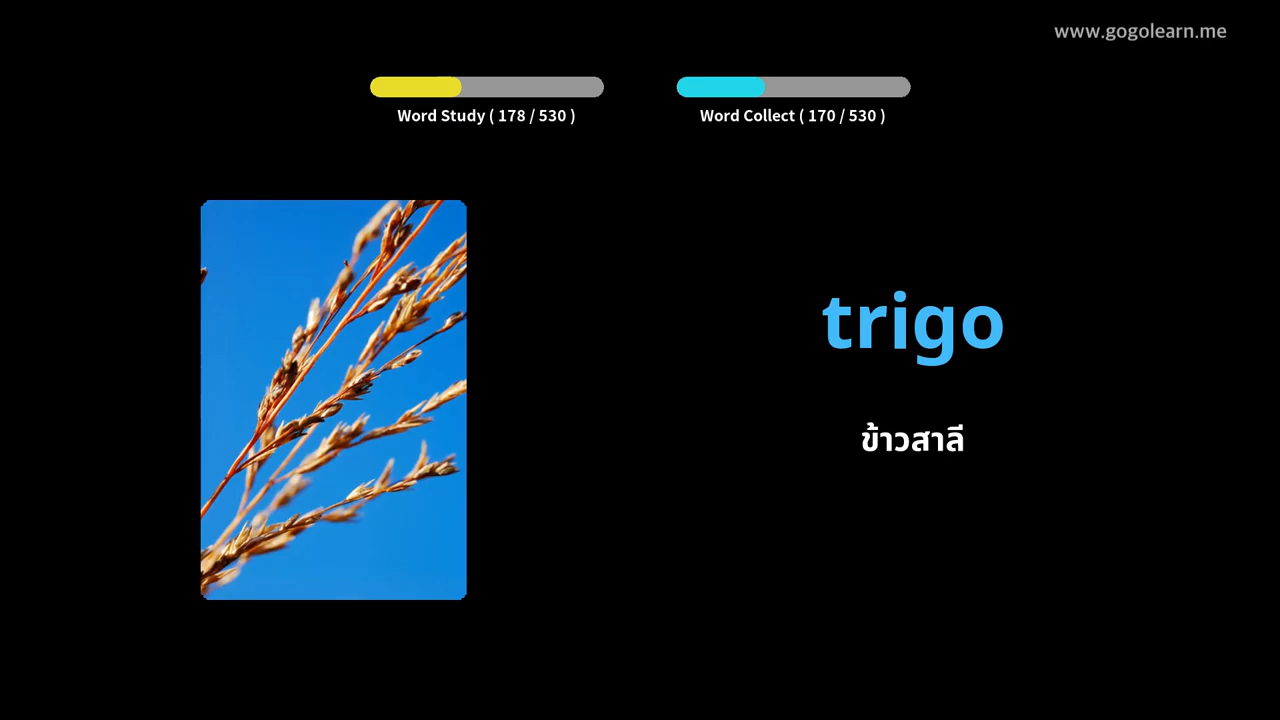 www.gogolearn.me
Word Study ( 178 / 530 )
Word Collect ( 170 / 530 )
trigo
ข้าวสาลี